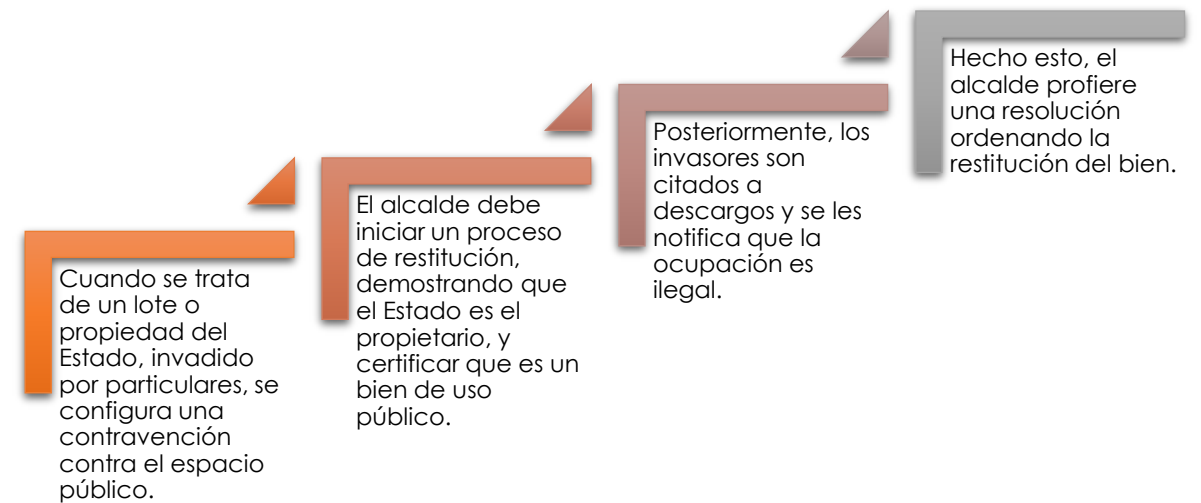 Cuando se trata
de un lote o
propiedad del
Estado, invadido
por particulares, se
configura una
contravención
contra el espacio
público.
El alcalde debe
iniciar un proceso
de restitución,
demostrando que
el Estado es el
propietario, y
certificar que es un
bien de uso
público.
Posteriormente, los
invasores son
citados a
descargos y se les
notifica que la
ocupación es
ilegal.
Hecho esto, el
alcalde profiere
una resolución
ordenando la
restitución del bien.